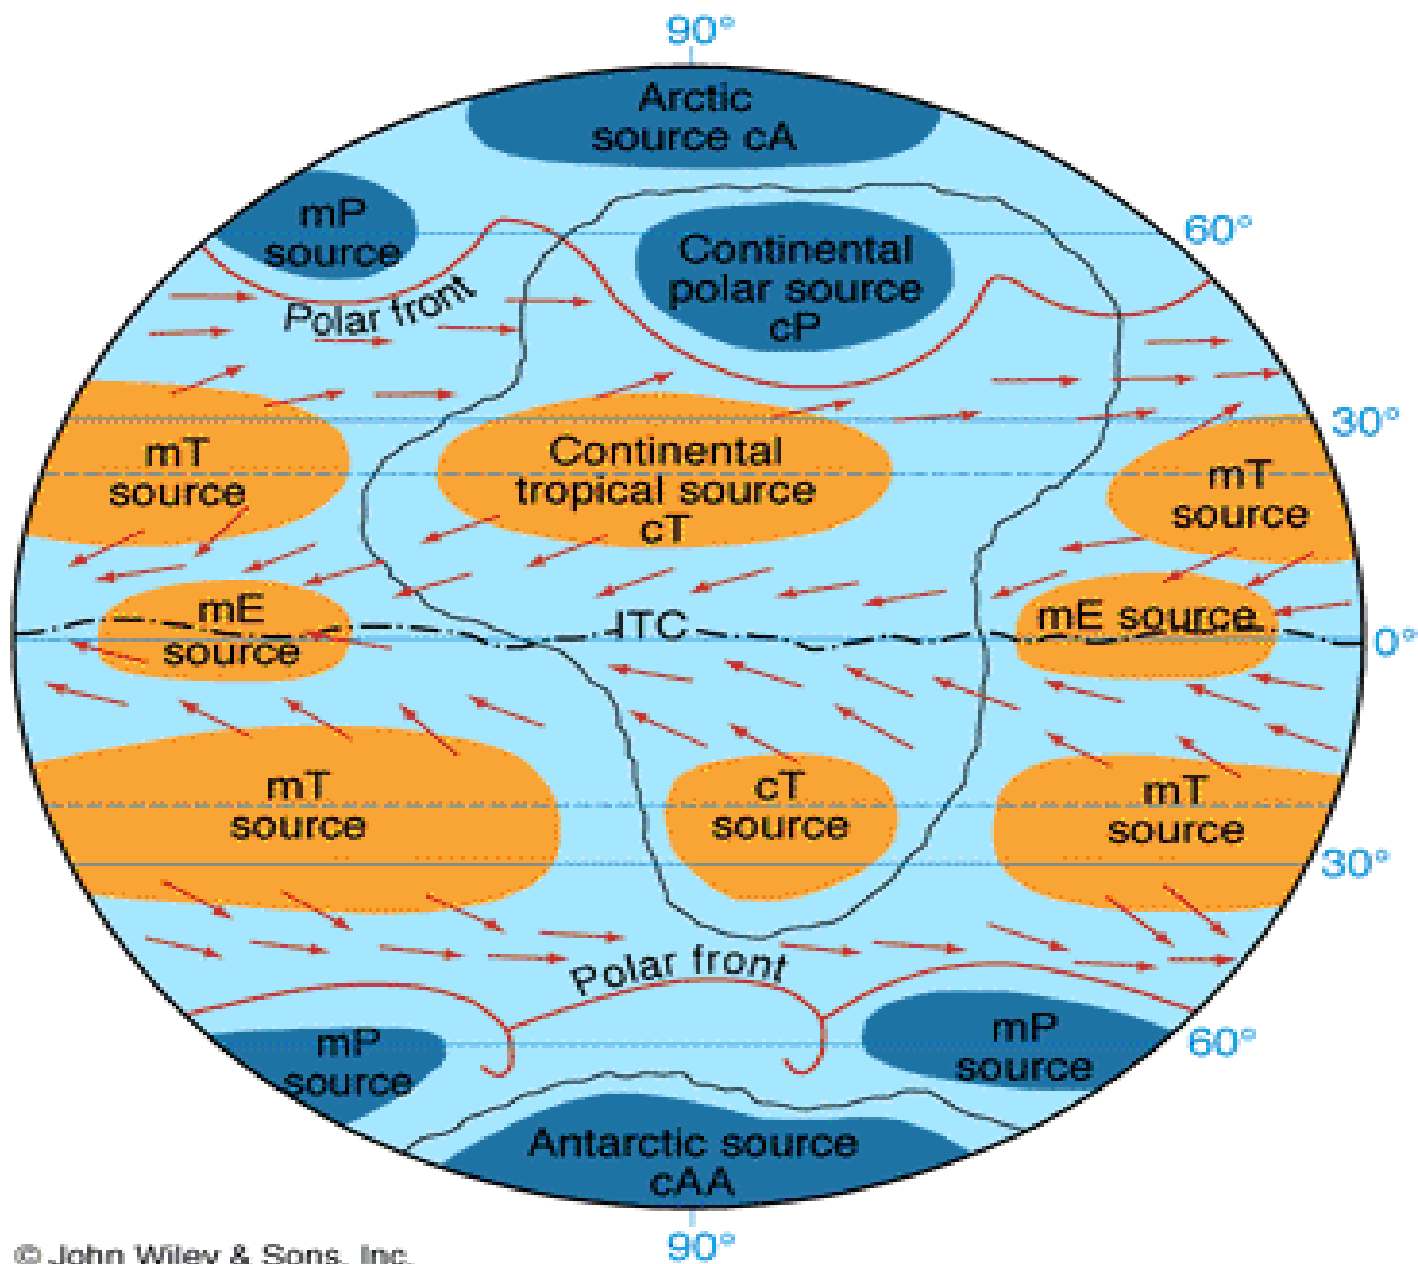 90°
Arctic
source cA
mP
source
60°
Continental
polar source
cP
Polar front
30°
mT
source
Continental
tropical source
cT
mT
source
mE
source
ITC
mE source
0°
mT
source
cT
source
mT
source
30°
Polar front
mP
source
mP
source
60°
Antarctic source
cAA
90°
© John Wiley & Sons, Inc.